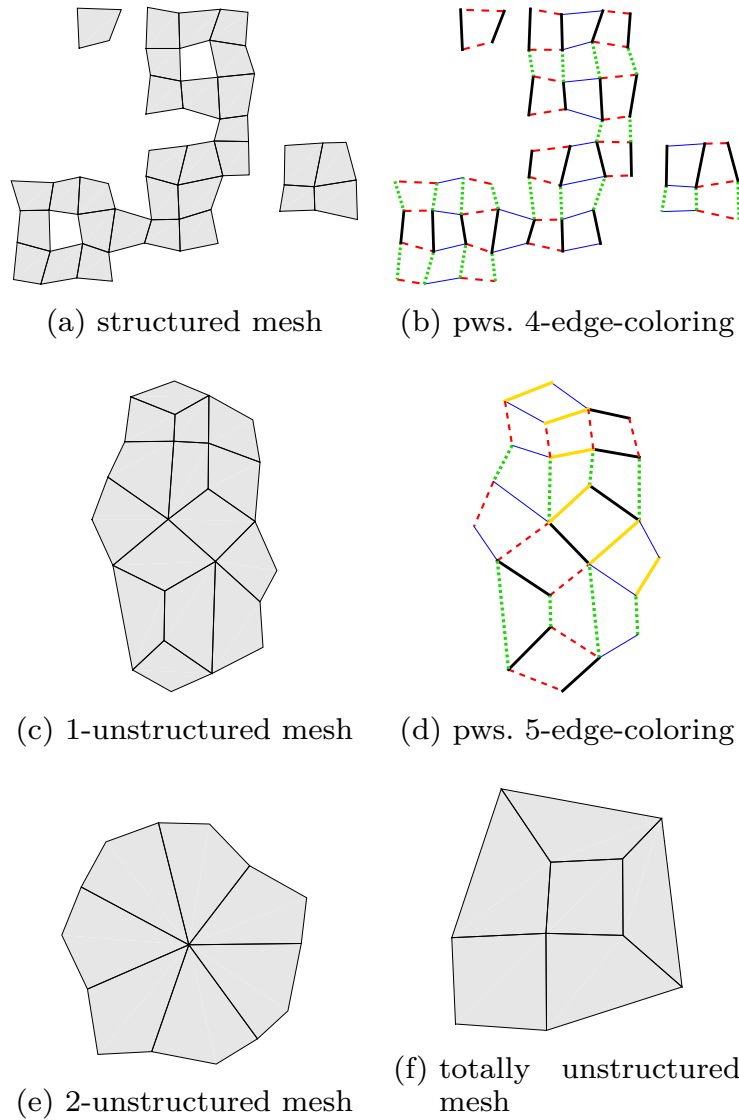 (a) structured mesh
(b) pws. 4-edge-coloring
(c) 1-unstructured mesh
(d) pws. 5-edge-coloring
(e) 2-unstructured mesh
(f) totally unstructured
mesh